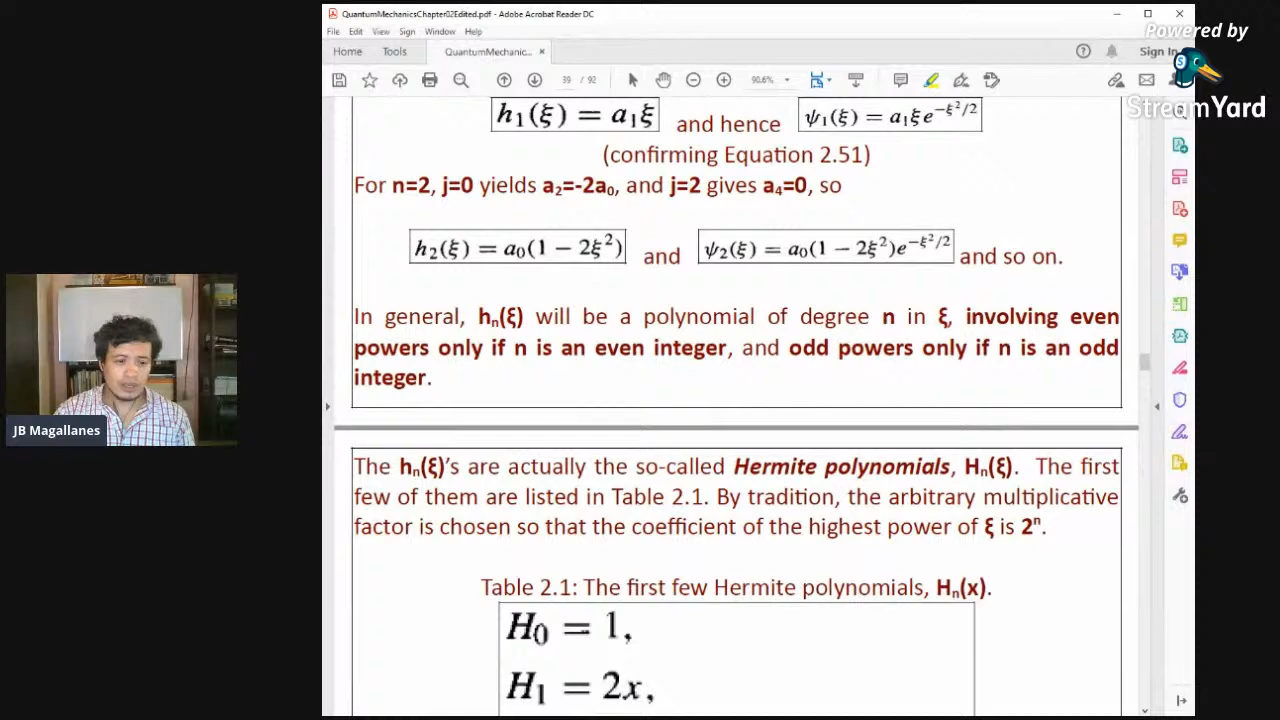 QuantumMechanicsChapter02Edited.pdf - Adobe Acrobat Reader DC
File Edit View Sign Window Help
Home Tools QuantumMechanic... × Sign In
39 / 92 90.6%
Powered by
StreamYard
h₁(ξ) = a₁ξ and hence ψ₁(ξ) = a₁ξe^{-ξ²/2}
(confirming Equation 2.51)
For n=2, j=0 yields a₂=-2a₀, and j=2 gives a₄=0, so
h₂(ξ) = a₀(1 − 2ξ²) and ψ₂(ξ) = a₀(1 − 2ξ²)e^{-ξ²/2} and so on.
In general, hₙ(ξ) will be a polynomial of degree n in ξ, involving even
powers only if n is an even integer, and odd powers only if n is an odd
integer.
JB Magallanes
The hₙ(ξ)'s are actually the so-called Hermite polynomials, Hₙ(ξ). The first
few of them are listed in Table 2.1. By tradition, the arbitrary multiplicative
factor is chosen so that the coefficient of the highest power of ξ is 2ⁿ.
Table 2.1: The first few Hermite polynomials, Hₙ(x).
H₀ = 1,
H₁ = 2x,